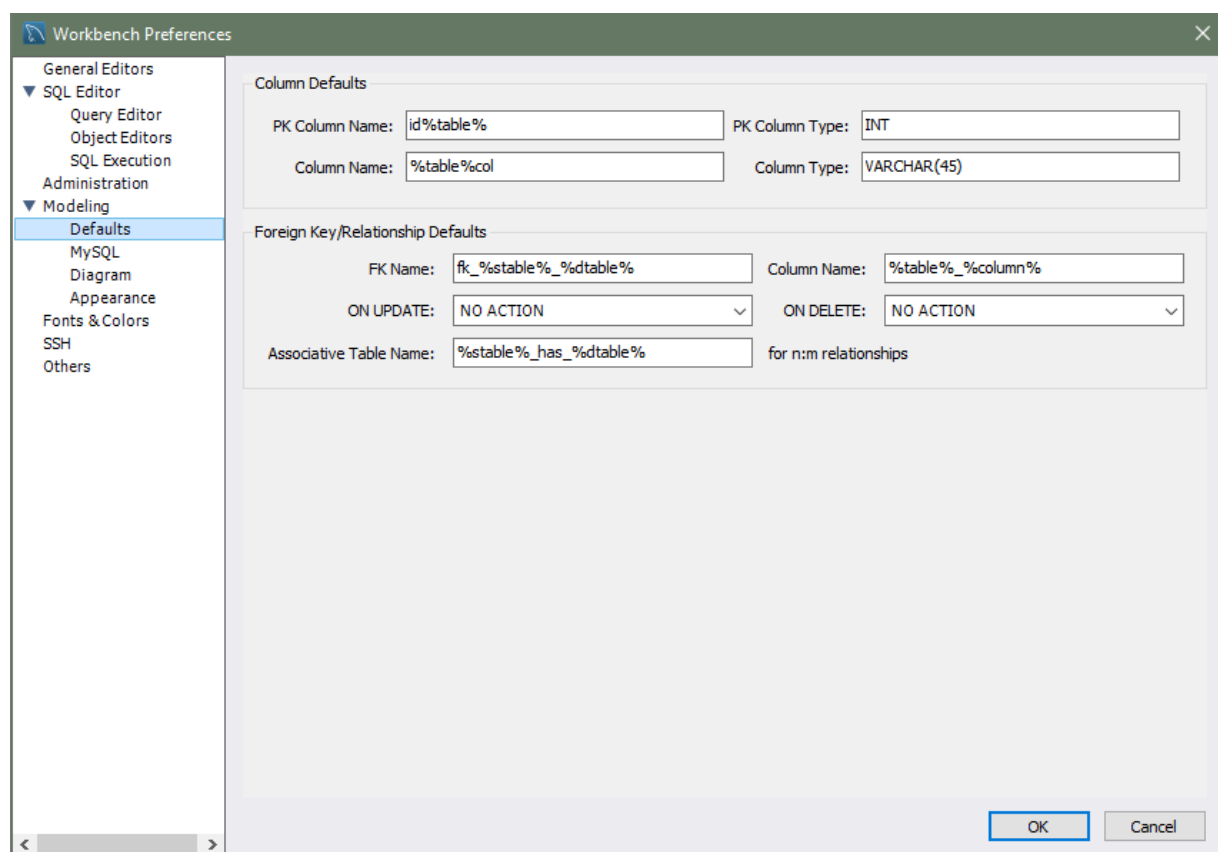 Workbench Preferences
General Editors
SQL Editor
Query Editor
Object Editors
SQL Execution
Administration
Modeling
Defaults
MySQL
Diagram
Appearance
Fonts & Colors
SSH
Others
Column Defaults
PK Column Name: id%table% PK Column Type: INT
Column Name: %table%col Column Type: VARCHAR(45)
Foreign Key/Relationship Defaults
FK Name: fk_%stable%_%dtable% Column Name: %table%_%column%
ON UPDATE: NO ACTION ON DELETE: NO ACTION
Associative Table Name: %stable%_has_%dtable% for n:m relationships
OK Cancel